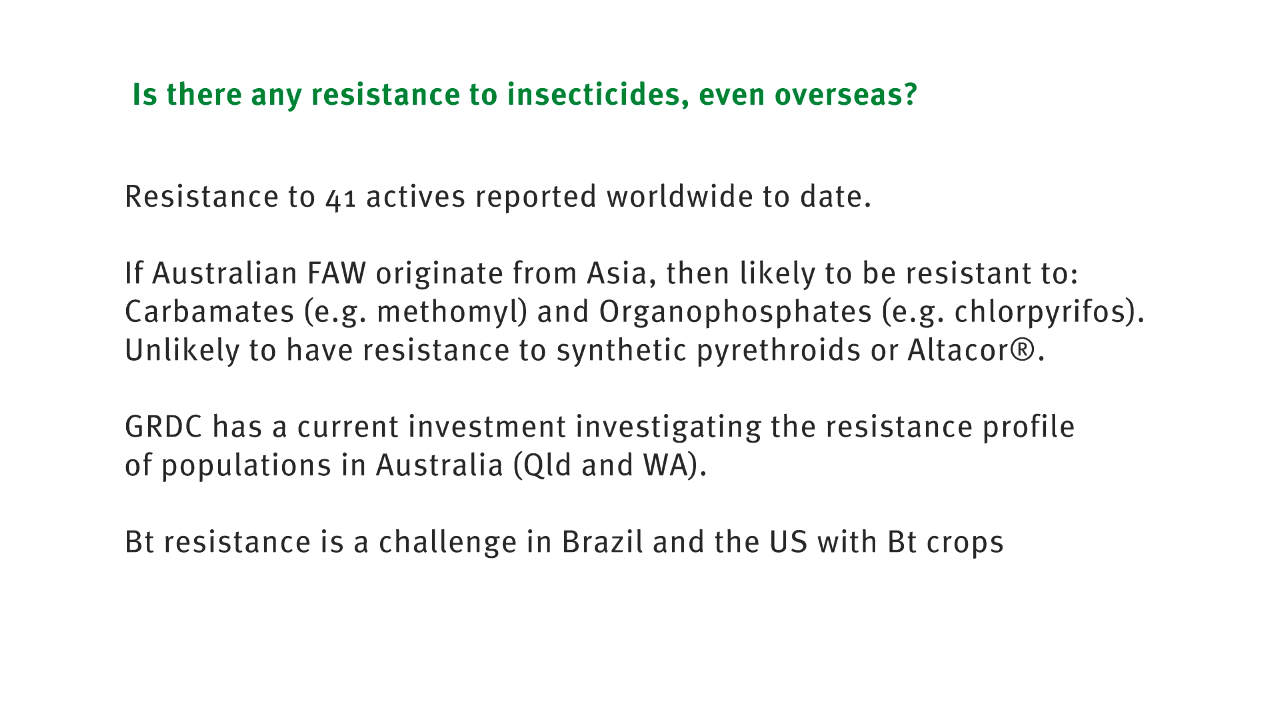 Is there any resistance to insecticides, even overseas?
Resistance to 41 actives reported worldwide to date.
If Australian FAW originate from Asia, then likely to be resistant to:
Carbamates (e.g. methomyl) and Organophosphates (e.g. chlorpyrifos).
Unlikely to have resistance to synthetic pyrethroids or Altacor®.
GRDC has a current investment investigating the resistance profile
of populations in Australia (Qld and WA).
Bt resistance is a challenge in Brazil and the US with Bt crops